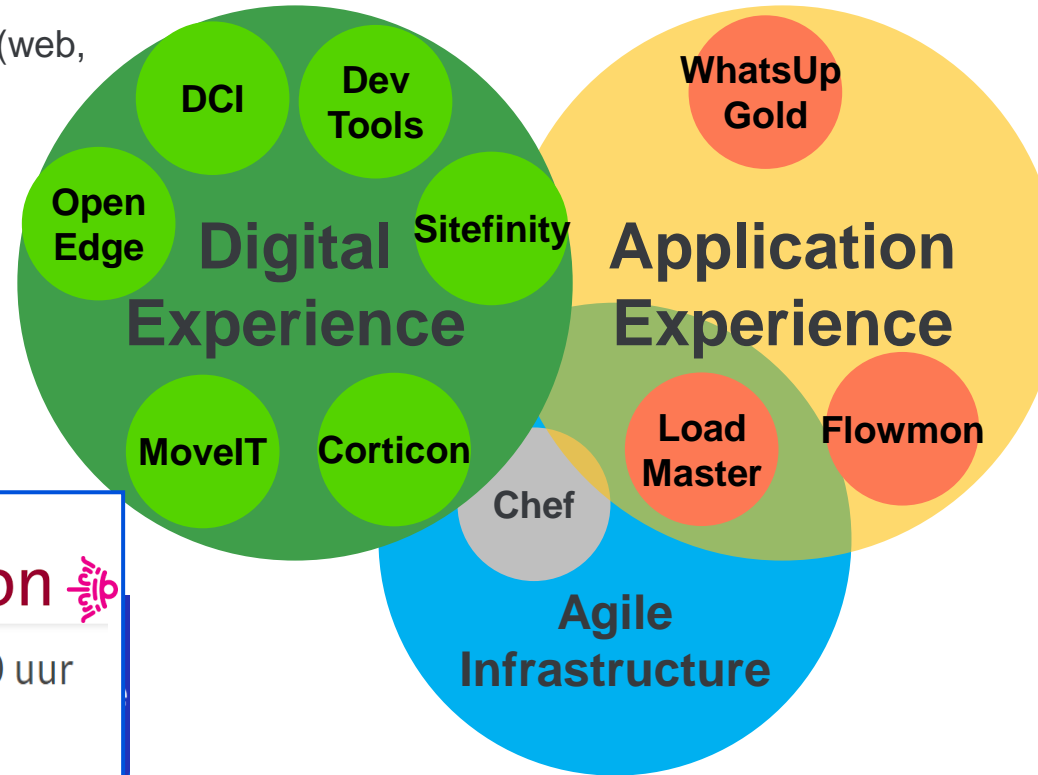 (web,
DCI
Dev
Tools
WhatsUp
Gold
Open
Edge
Sitefinity
Digital
Experience
Application
Experience
MoveIT
Corticon
Load
Master
Flowmon
Chef
Agile
Infrastructure
on
uur